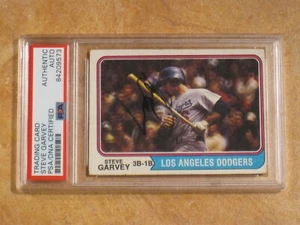 TRADING CARD
STEVE GARVEY
PSA/DNA CERTIFIED
AUTHENTIC
AUTO
84209573
PSA
STEVE
GARVEY
3B-1B
LOS ANGELES DODGERS